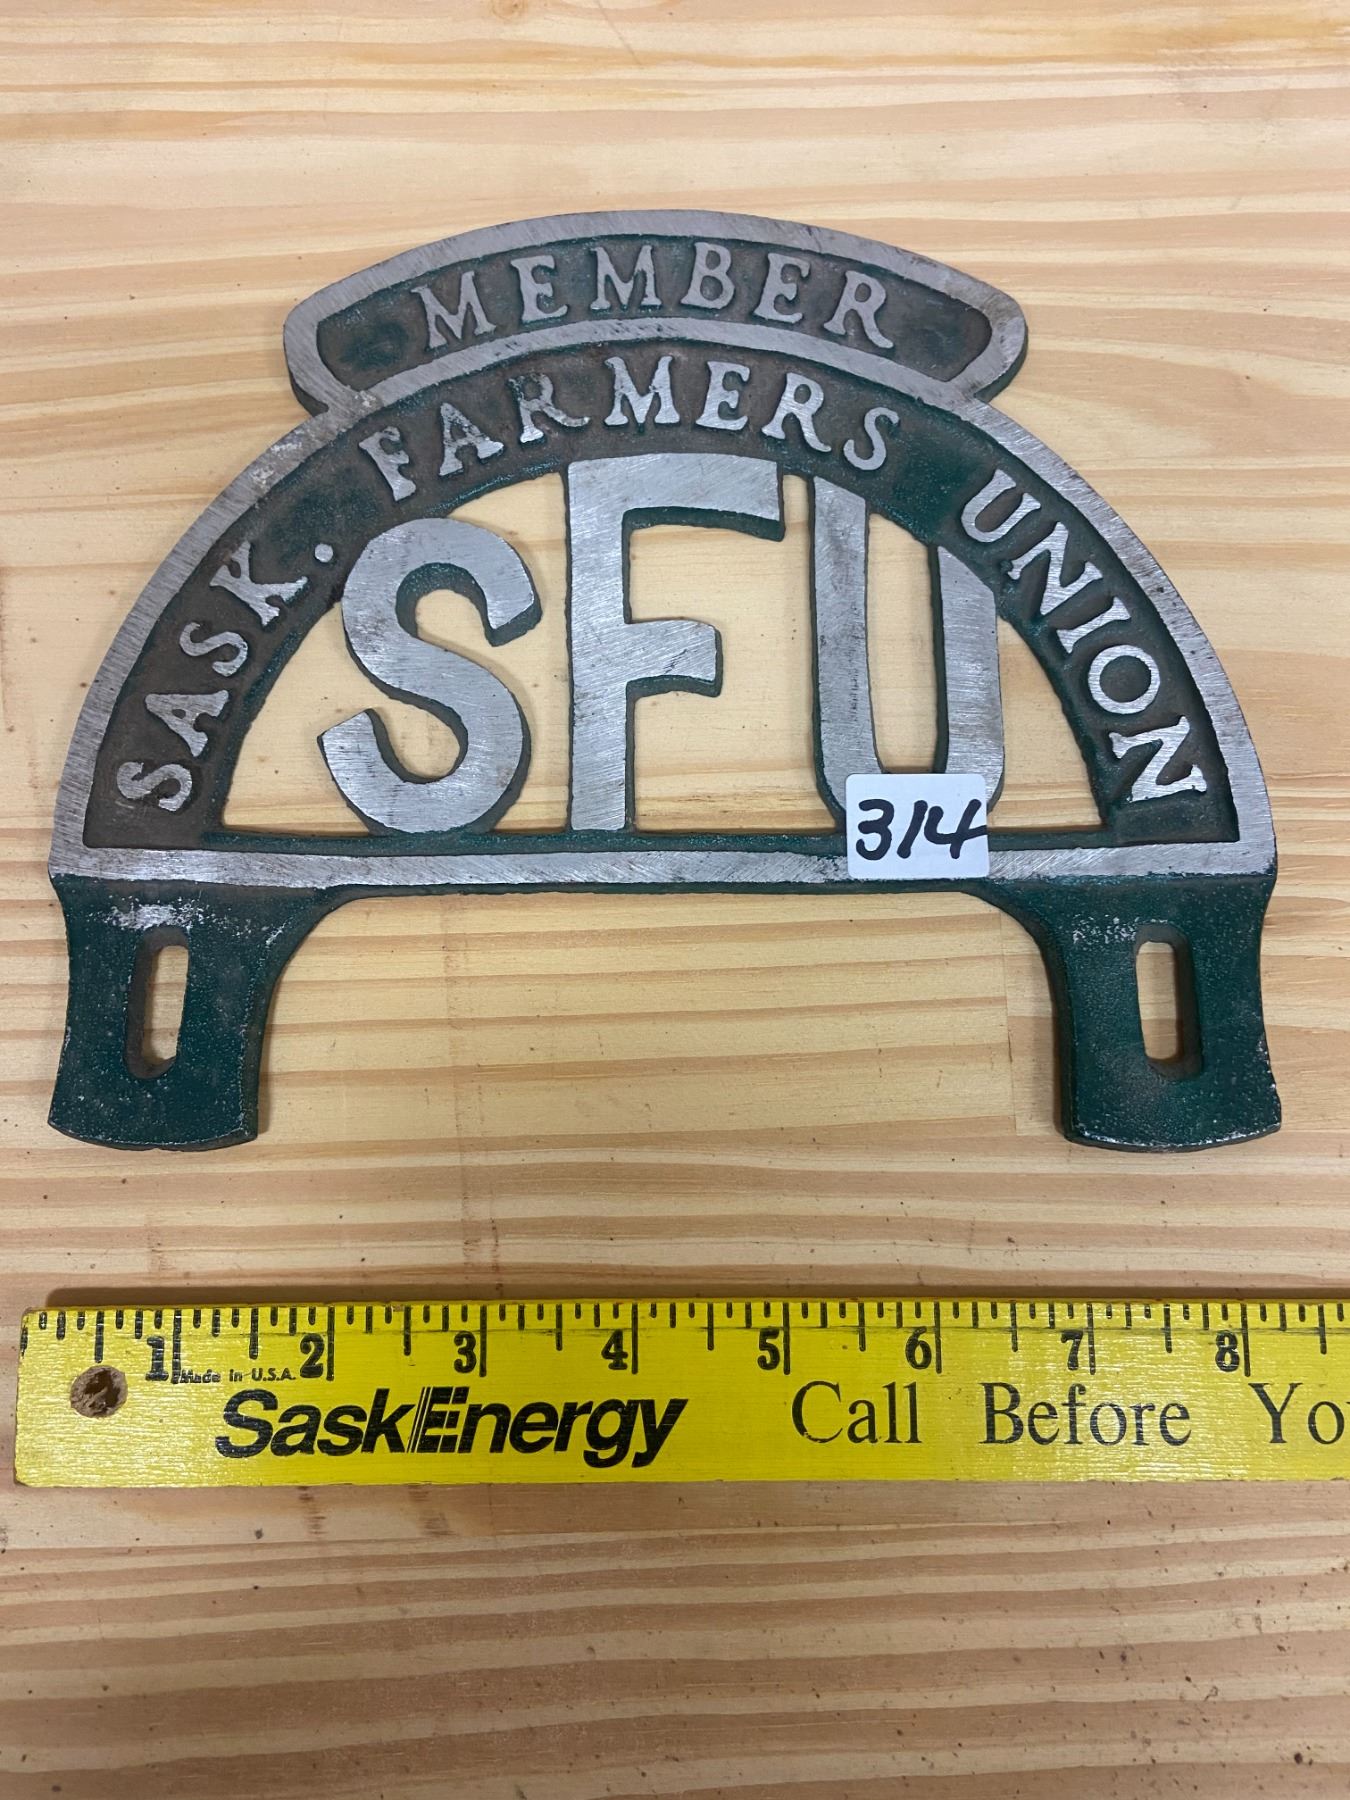 MEMBER
SASK. FARMERS UNION
SFU
314
1 2 3 4 5 6 7 8
Made in U.S.A.
SaskEnergy Call Before Yo